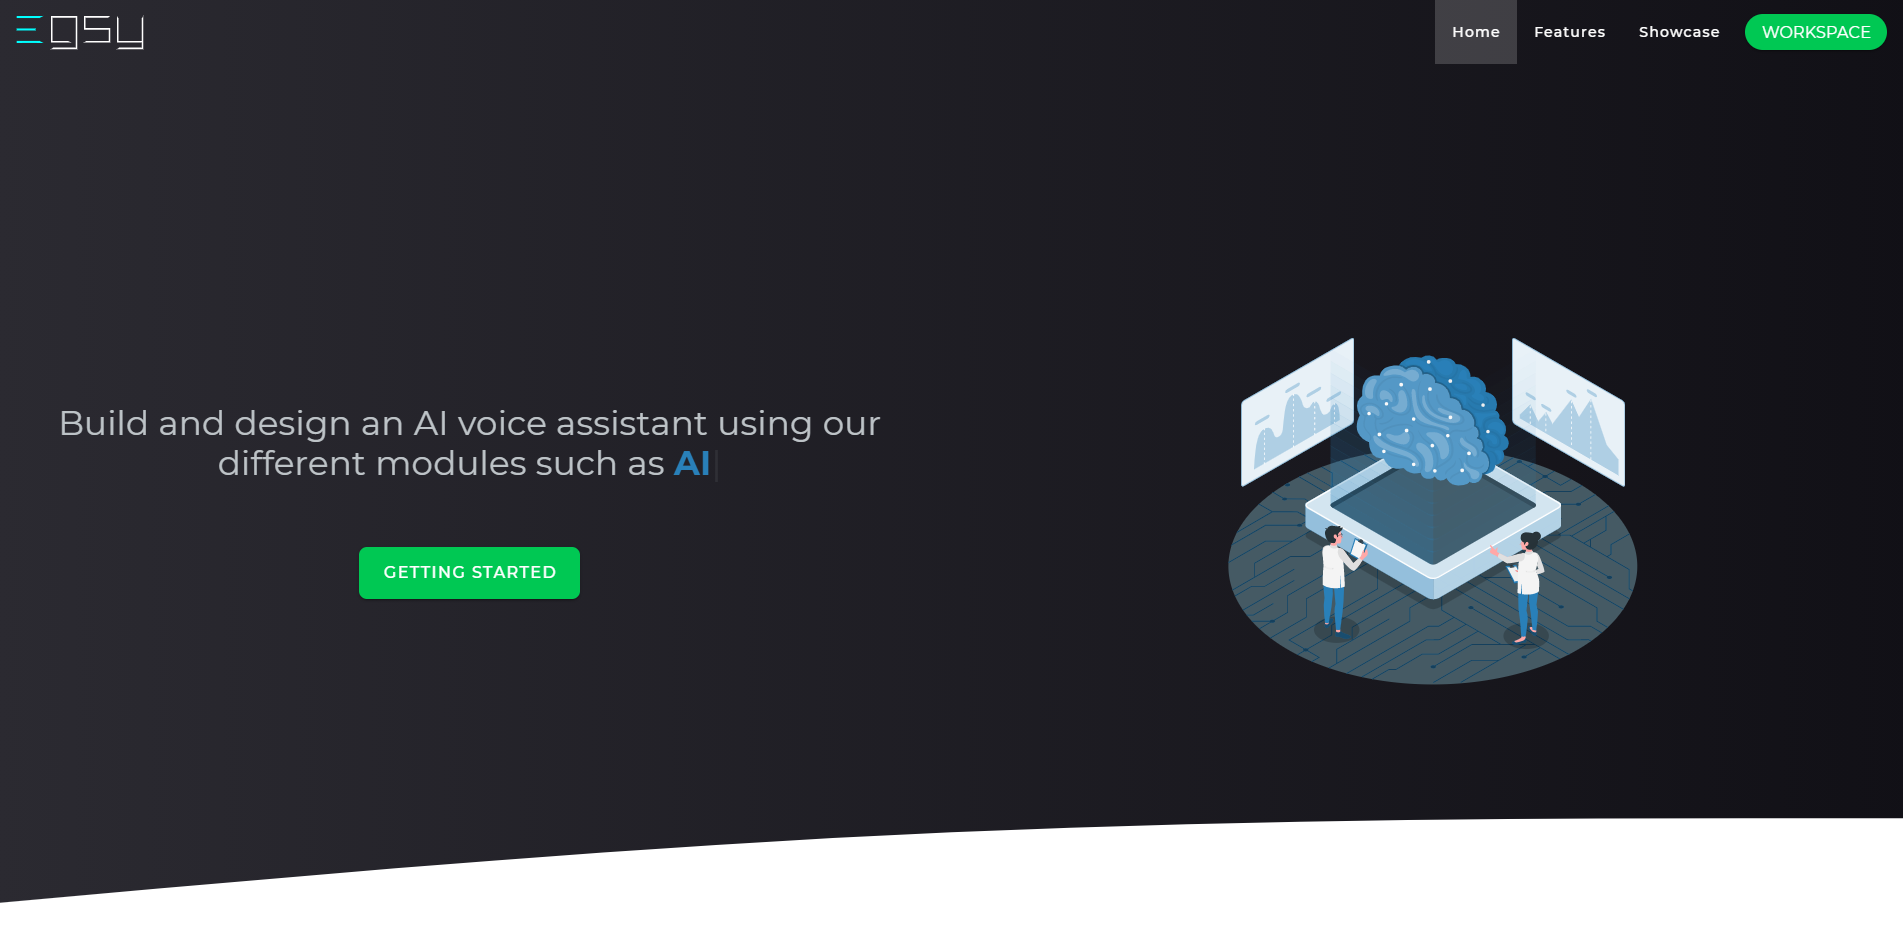 EASY
Home Features Showcase WORKSPACE
Build and design an AI voice assistant using our
different modules such as AI|
GETTING STARTED